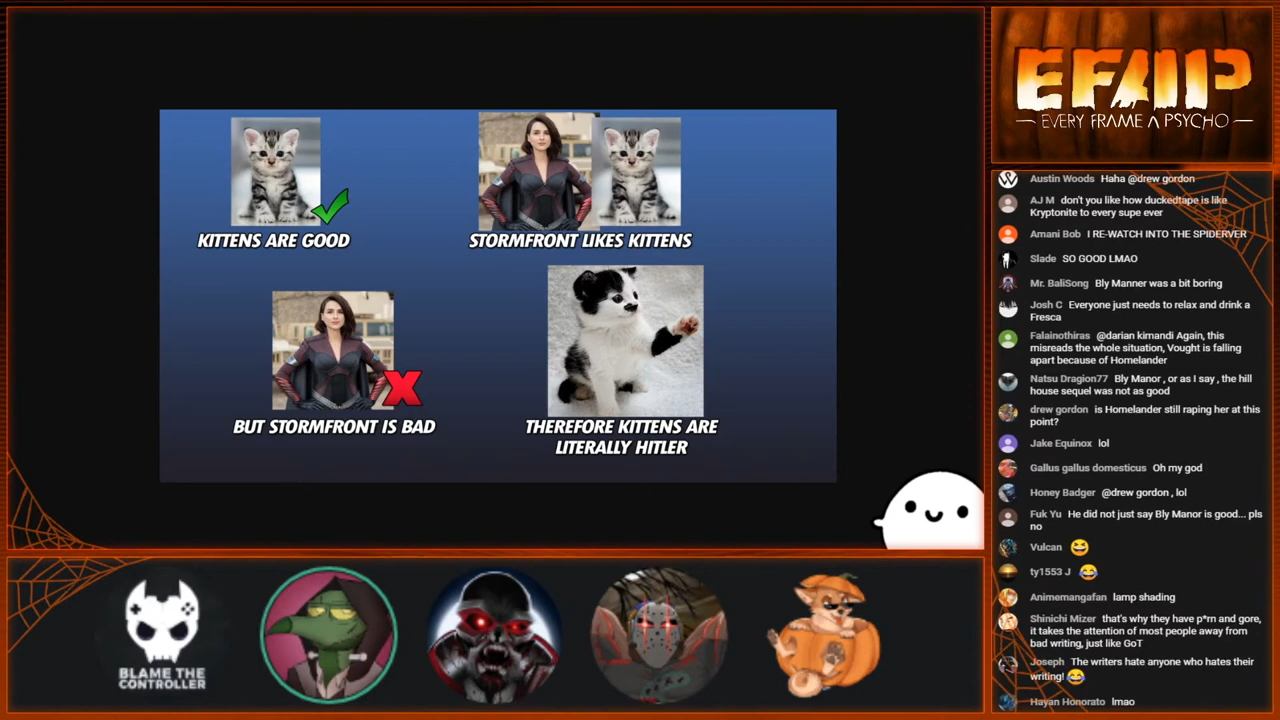 KITTENS ARE GOOD
STORMFRONT LIKES KITTENS
BUT STORMFRONT IS BAD
THEREFORE KITTENS ARE
LITERALLY HITLER
BLAME THE
CONTROLLER
EFAP
EVERY FRAME A PSYCHO
Austin Woods Haha @drew gordon
AJ M don't you like how duckedtape is like
Kryptonite to every supe ever
Amani Bob I RE-WATCH INTO THE SPIDERVER
Slade SO GOOD LMAO
Mr. BaliSong Bly Manner was a bit boring
Josh C Everyone just needs to relax and drink a
Fresca
Falainothiras @darian kimandi Again, this
misreads the whole situation, Vought is falling
apart because of Homelander
Natsu Dragion77 Bly Manor , or as I say , the hill
house sequel was not as good
drew gordon is Homelander still raping her at this
point?
Jake Equinox lol
Gallus gallus domesticus Oh my god
Honey Badger @drew gordon , lol
Fuk Yu He did not just say Bly Manor is good... pls
no
Vulcan 😆
ty1553 J 😂
Animemangafan lamp shading
Shinichi Mizer that's why they have p*rn and gore,
it takes the attention of most people away from
bad writing, just like GoT
Joseph The writers hate anyone who hates their
writing! 😂
Hayan Honorato lmao